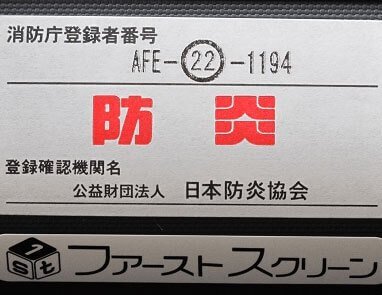 消防庁登録者番号
AFE-㉒-1194
防炎
登録確認機関名
公益財団法人 日本防炎協会
1 S t ファーストスクリーン